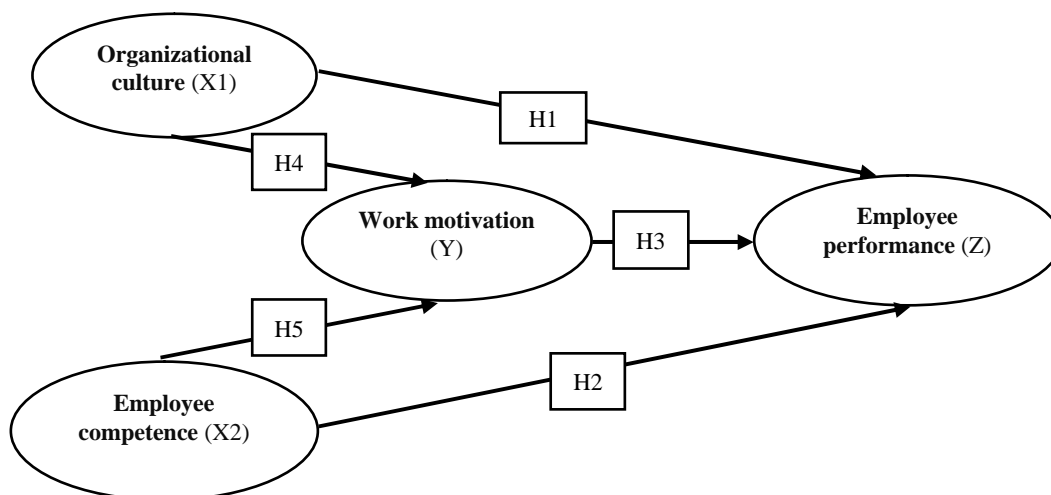 Organizational
culture (X1)
H1
H4
Work motivation
(Y)
H3
Employee
performance (Z)
H5
H2
Employee
competence (X2)